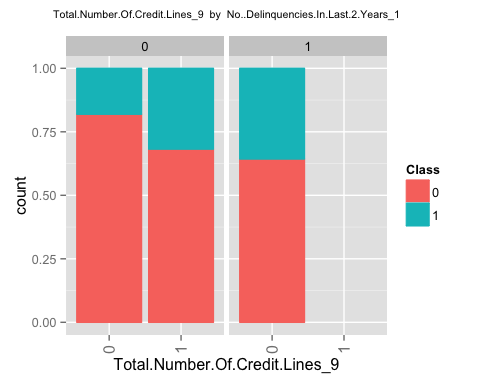 Total.Number.Of.Credit.Lines_9 by No..Delinquencies.In.Last.2.Years_1
0 1
1.00
0.75
0.50
0.25
0.00
count
0 1 0 1
Total.Number.Of.Credit.Lines_9
Class
0
1